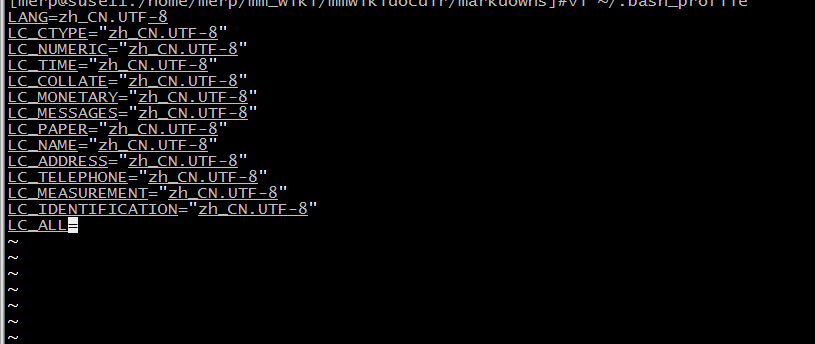 [merp@suse11:/home/merp/mm_wiki/mmwikidocdir/markdowns]#vi ~/.bash_profile
LANG=zh_CN.UTF-8
LC_CTYPE="zh_CN.UTF-8"
LC_NUMERIC="zh_CN.UTF-8"
LC_TIME="zh_CN.UTF-8"
LC_COLLATE="zh_CN.UTF-8"
LC_MONETARY="zh_CN.UTF-8"
LC_MESSAGES="zh_CN.UTF-8"
LC_PAPER="zh_CN.UTF-8"
LC_NAME="zh_CN.UTF-8"
LC_ADDRESS="zh_CN.UTF-8"
LC_TELEPHONE="zh_CN.UTF-8"
LC_MEASUREMENT="zh_CN.UTF-8"
LC_IDENTIFICATION="zh_CN.UTF-8"
LC_ALL=
~
~
~
~
~
~
~